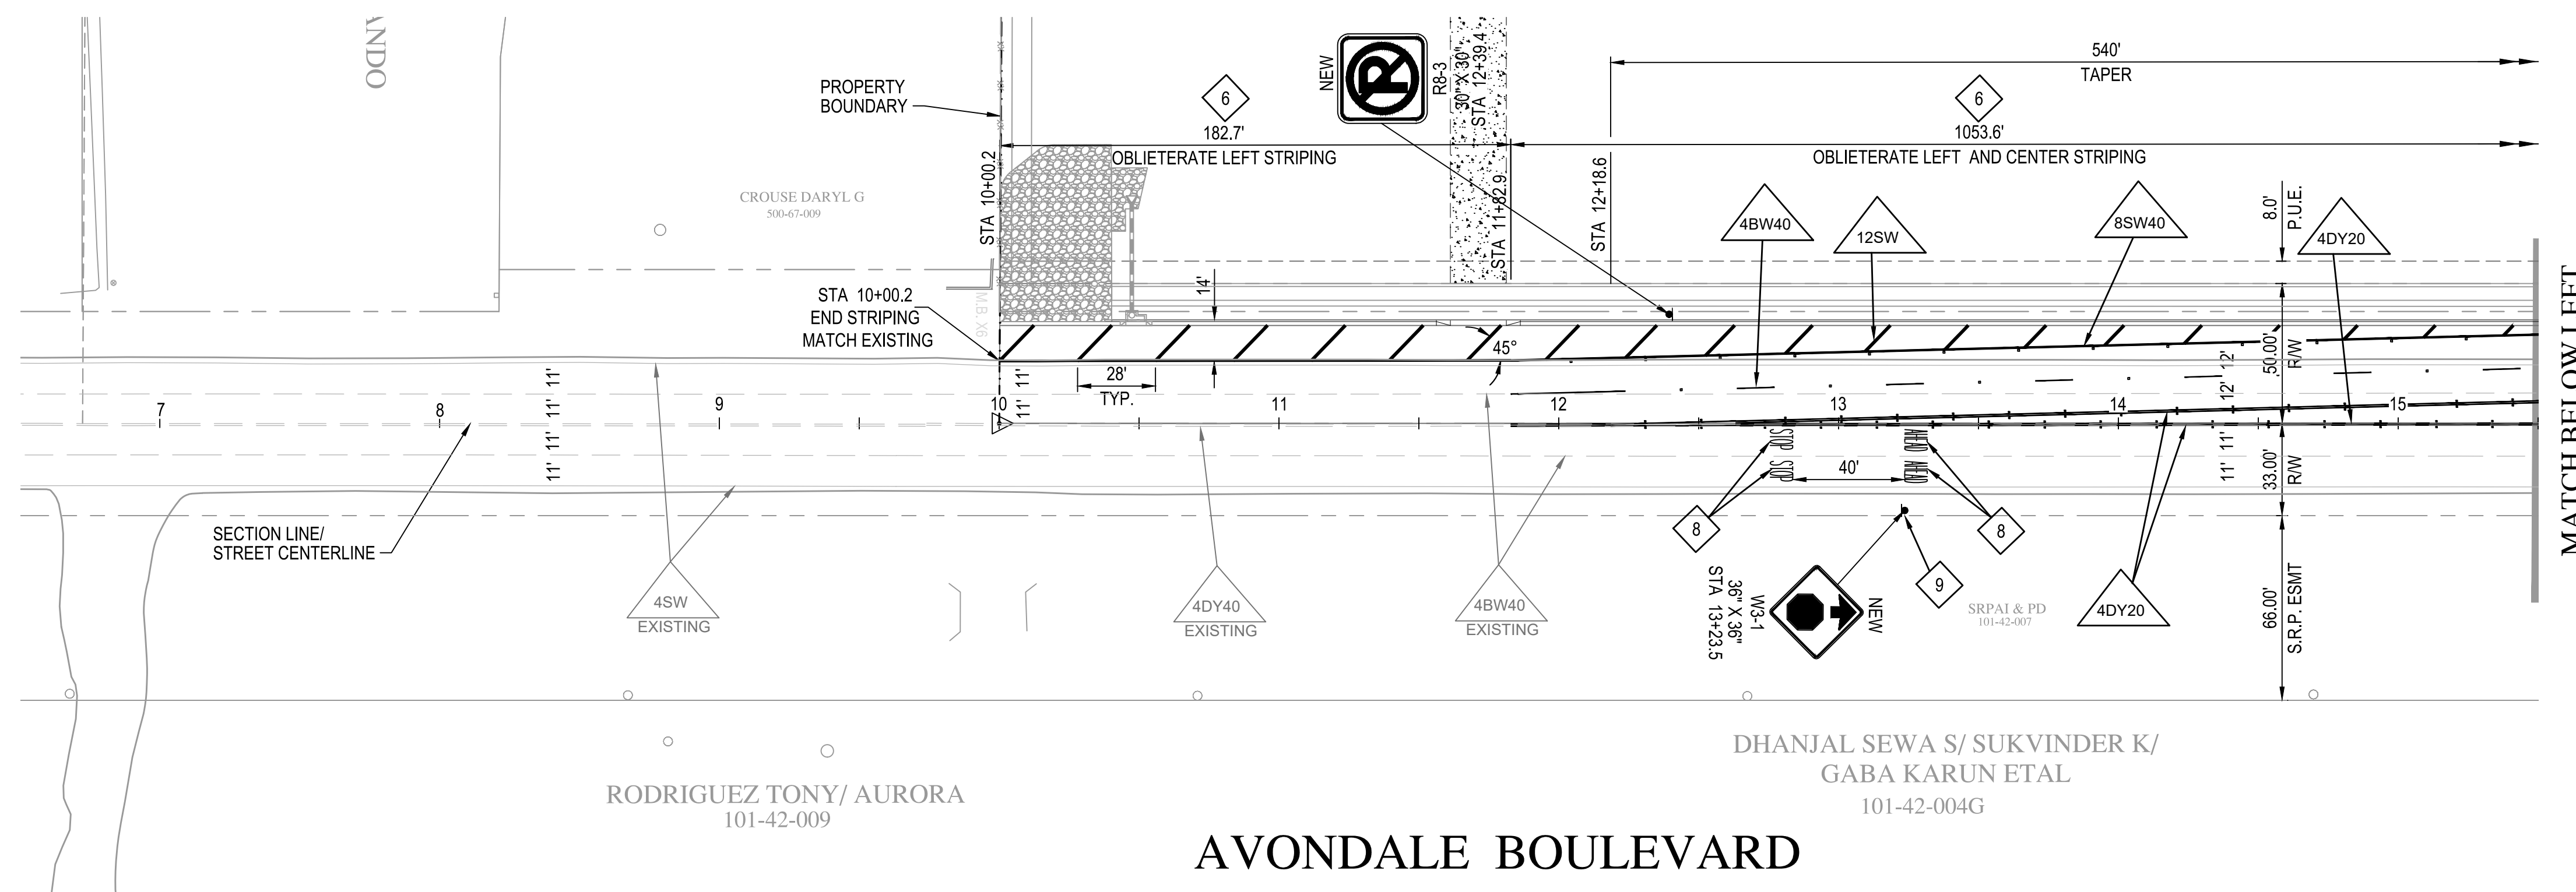 ANDO
PROPERTY
BOUNDARY
CROUSE DARYL G
500-67-009
STA 10+00.2
6
182.7'
OBLIETERATE LEFT STRIPING
NEW
P
R8-3
30" X 30"
STA 12+39.4
STA 11+82.9
540'
TAPER
6
1053.6'
OBLIETERATE LEFT AND CENTER STRIPING
STA 12+18.6
4BW40
12SW
8SW40
8.0'
P.U.E.
4DY20
STA 10+00.2
END STRIPING
MATCH EXISTING
M.B. X6
14'
45°
28'
TYP.
50.00'
R/W
MATCH BELOW LEFT
11' 11' 11' 11'
11' 11'
12' 12'
11' 11'
7 8 9 10 11 12 13 14 15
STOP STOP
AHEAD AHEAD
40'
33.00'
R/W
SECTION LINE/
STREET CENTERLINE
8
8
9
4SW
EXISTING
4DY40
EXISTING
4BW40
EXISTING
NEW
W3-1
36" X 36"
STA 13+23.5
SRPAI & PD
101-42-007
4DY20
66.00'
S.R.P. ESMT
RODRIGUEZ TONY/ AURORA
101-42-009
DHANJAL SEWA S/ SUKVINDER K/
GABA KARUN ETAL
101-42-004G
AVONDALE BOULEVARD